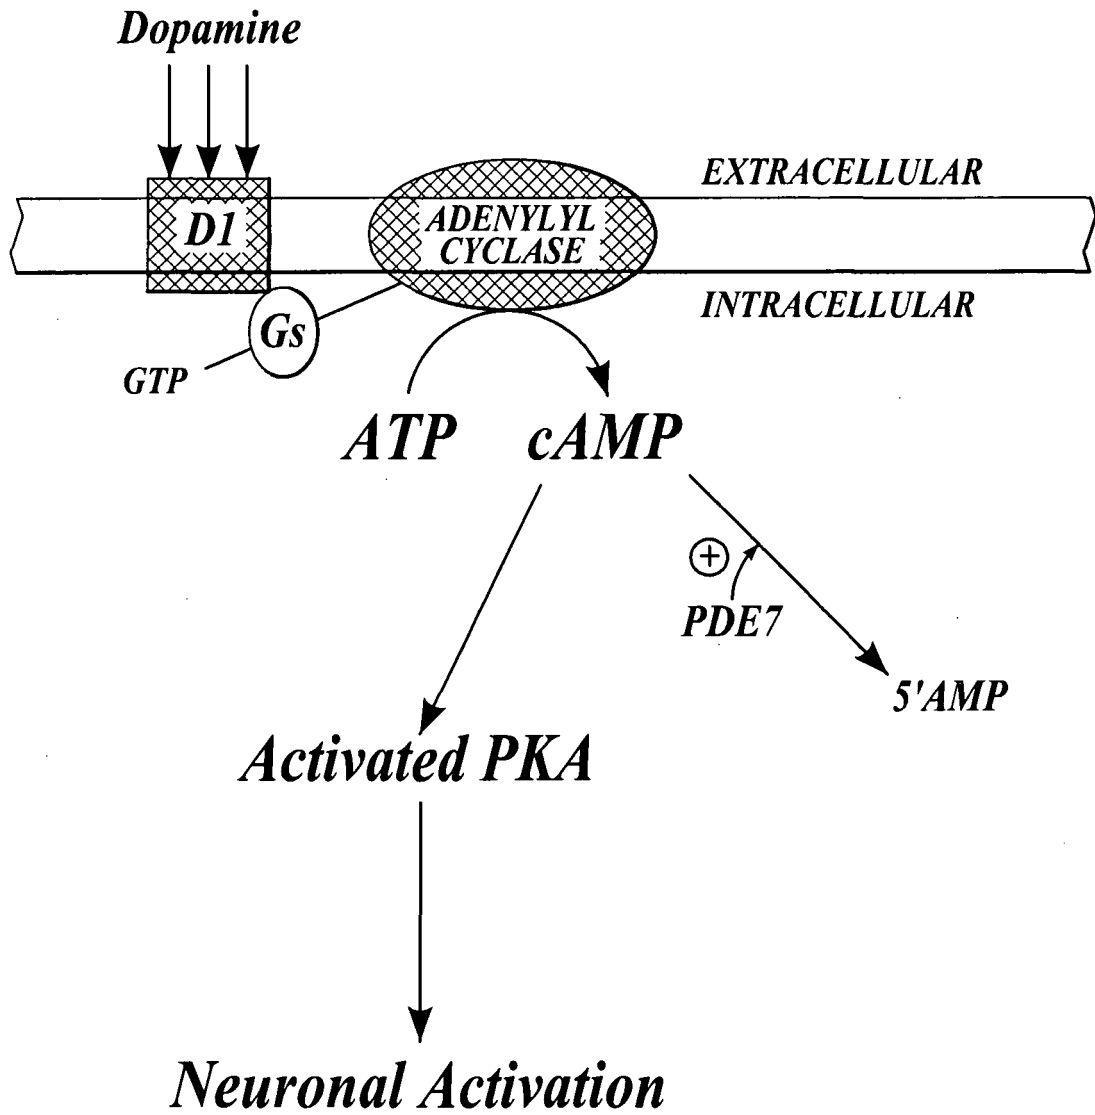 Dopamine
EXTRACELLULAR
D1
ADENYLYL
CYCLASE
INTRACELLULAR
Gs
GTP
ATP
cAMP
+
PDE7
5'AMP
Activated PKA
Neuronal Activation